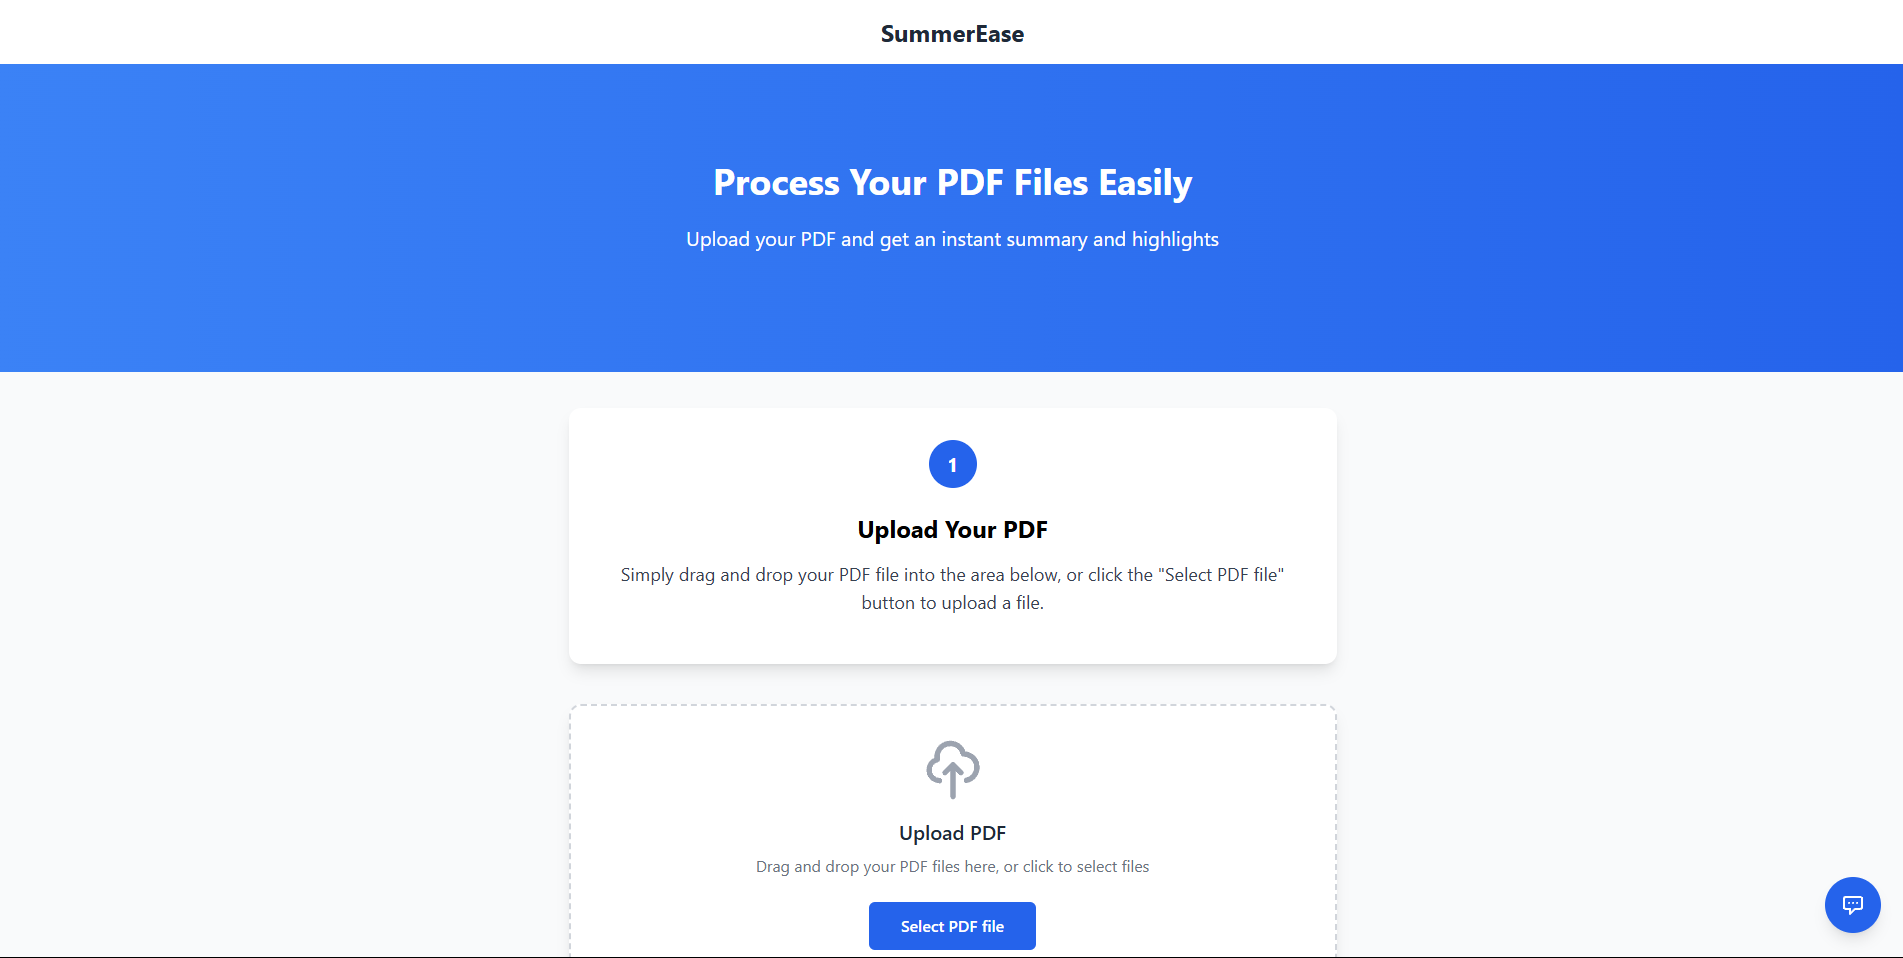 SummerEase
Process Your PDF Files Easily
Upload your PDF and get an instant summary and highlights
1
Upload Your PDF
Simply drag and drop your PDF file into the area below, or click the "Select PDF file"
button to upload a file.
Upload PDF
Drag and drop your PDF files here, or click to select files
Select PDF file